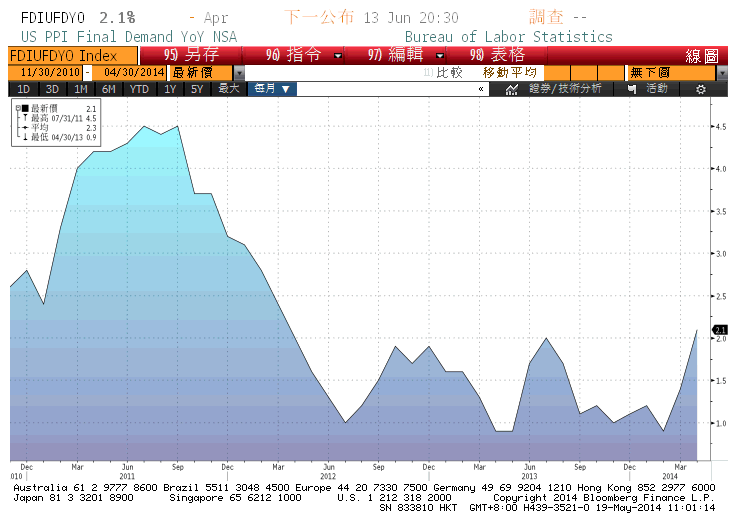 FDIUFDYO 2.1% - Apr 下一公布 13 Jun 20:30 調查 --
US PPI Final Demand YoY NSA Bureau of Labor Statistics
FDIUFDYO Index 95) 另存 96) 指令 97) 編輯 98) 表格 線圖
11/30/2010 - 04/30/2014 最新價 11) 比較 移動平均 無下圖
1D 3D 1M 6M YTD 1Y 5Y 最大 每月 ▼ « 證券/技術分析 活動
最新價 2.1
最高 07/31/11 4.5
平均 2.3
最低 04/30/13 0.9
4.5
4.0
3.5
3.0
2.5
2.1
2.0
1.5
1.0
Dec Mar Jun Sep Dec Mar Jun Sep Dec Mar Jun Sep Dec Mar
010 2011 2012 2013 2014
Australia 61 2 9777 8600 Brazil 5511 3048 4500 Europe 44 20 7330 7500 Germany 49 69 9204 1210 Hong Kong 852 2977 6000
Japan 81 3 3201 8900 Singapore 65 6212 1000 U.S. 1 212 318 2000 Copyright 2014 Bloomberg Finance L.P.
SN 833810 HKT GMT+8:00 H439-3521-0 19-May-2014 11:01:14